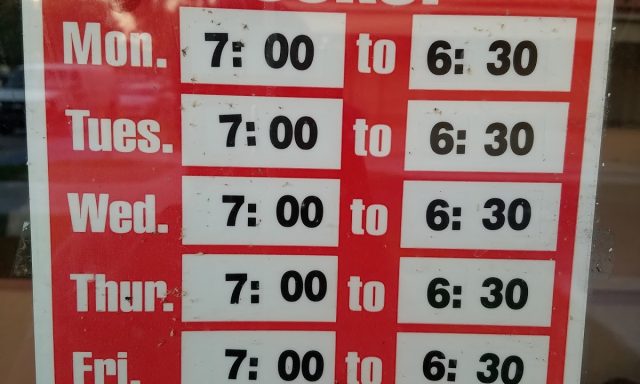 Mon. 7: 00 to 6: 30
Tues. 7: 00 to 6: 30
Wed. 7: 00 to 6: 30
Thur. 7: 00 to 6: 30
Fri. 7: 00 to 6: 30